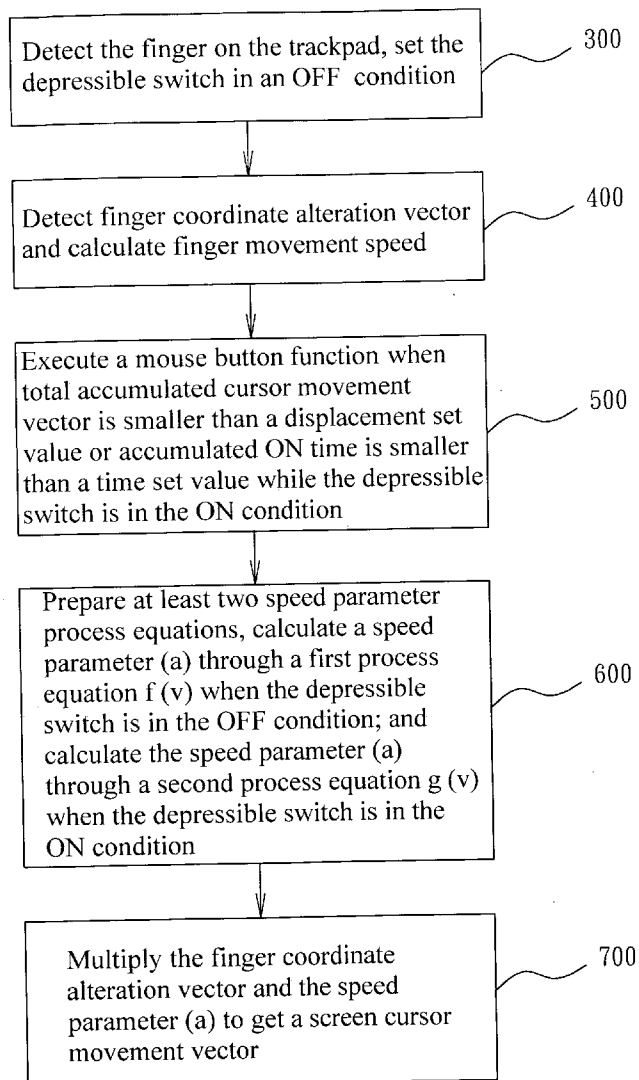 Detect the finger on the trackpad, set the
depressible switch in an OFF condition
300
Detect finger coordinate alteration vector
and calculate finger movement speed
400
Execute a mouse button function when
total accumulated cursor movement
vector is smaller than a displacement set
value or accumulated ON time is smaller
than a time set value while the depressible
switch is in the ON condition
500
Prepare at least two speed parameter
process equations, calculate a speed
parameter (a) through a first process
equation f (v) when the depressible
switch is in the OFF condition; and
calculate the speed parameter (a)
through a second process equation g (v)
when the depressible switch is in the
ON condition
600
Multiply the finger coordinate
alteration vector and the speed
parameter (a) to get a screen cursor
movement vector
700